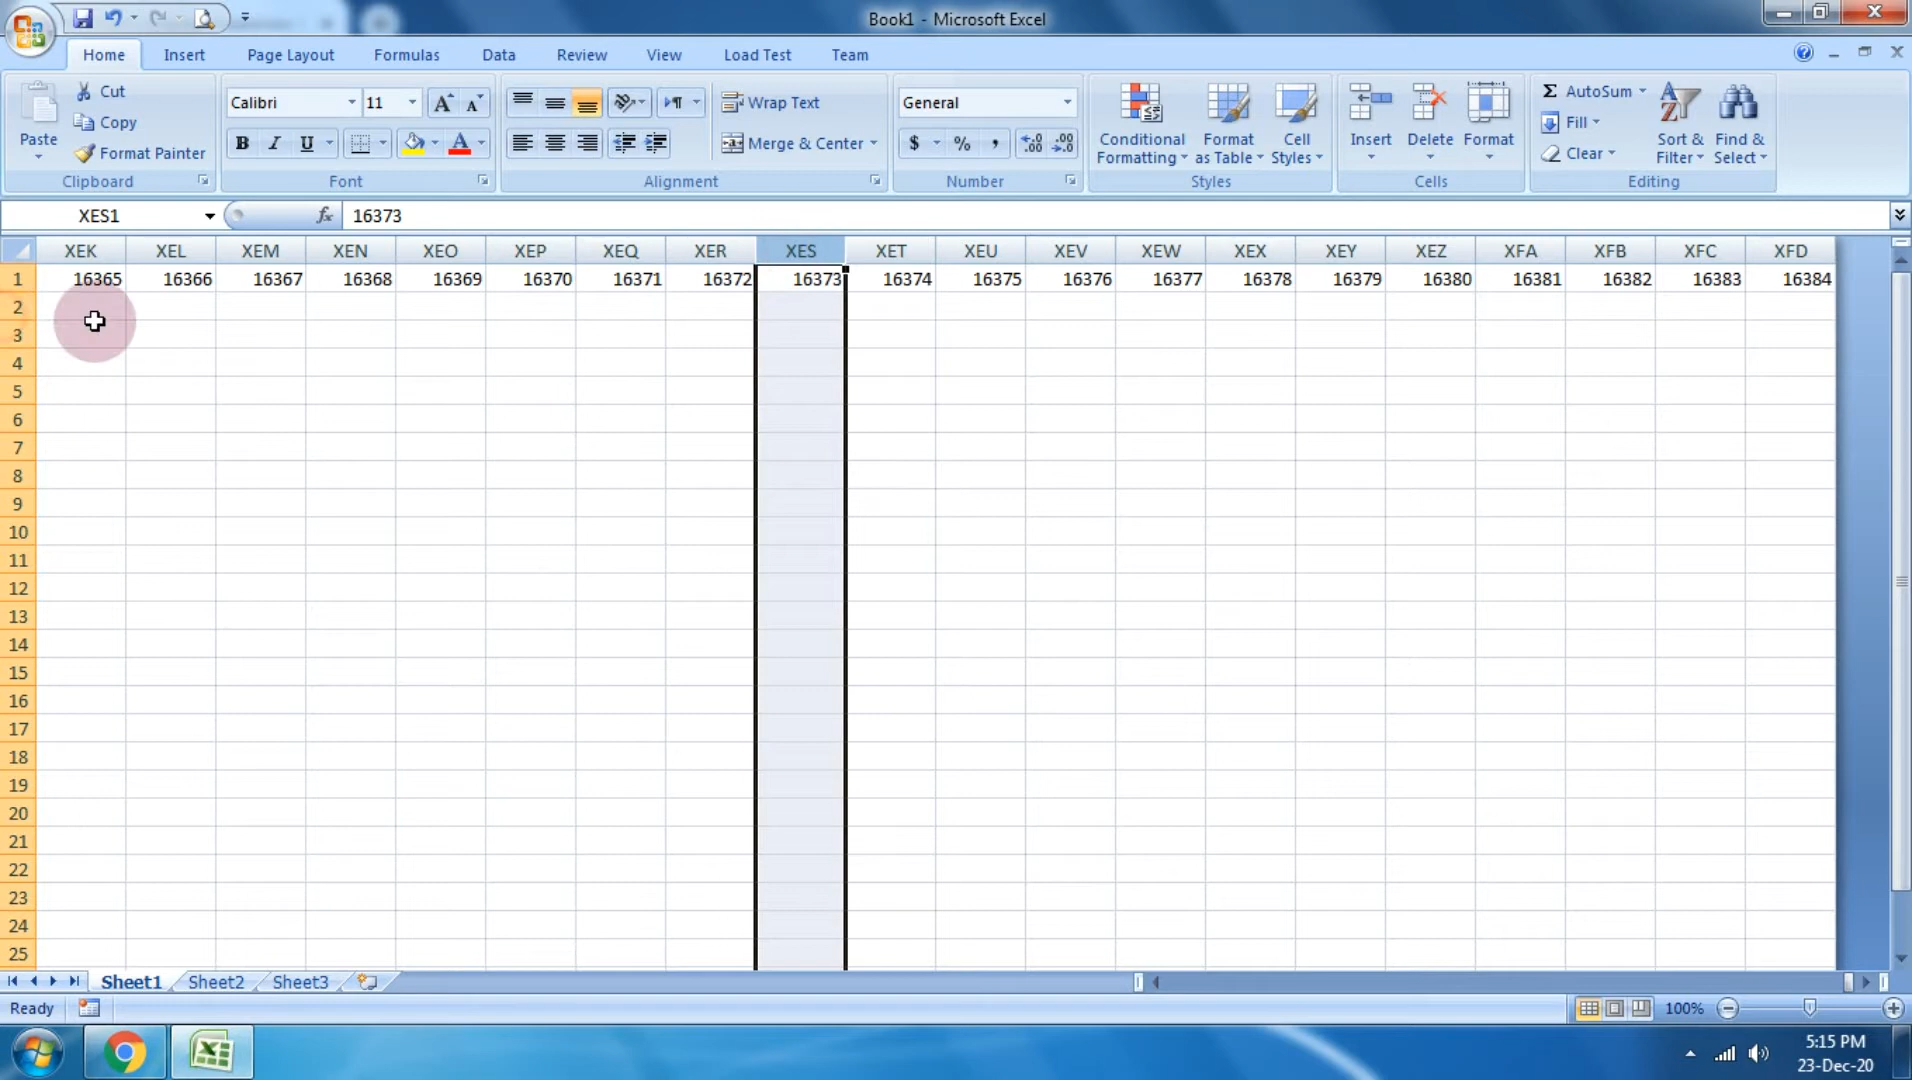 Book1 - Microsoft Excel
Home Insert Page Layout Formulas Data Review View Load Test Team
Paste
Cut
Copy
Format Painter
Clipboard
Calibri 11
B I U
Font
Wrap Text
Merge & Center
Alignment
General
$ % ,
Number
Conditional Formatting
Format as Table
Cell Styles
Styles
Insert Delete Format
Cells
Σ AutoSum
Fill
Clear
Sort & Filter
Find & Select
Editing
XES1 fx 16373
XEK XEL XEM XEN XEO XEP XEQ XER XES XET XEU XEV XEW XEX XEY XEZ XFA XFB XFC XFD
1 16365 16366 16367 16368 16369 16370 16371 16372 16373 16374 16375 16376 16377 16378 16379 16380 16381 16382 16383 16384
2
3
4
5
6
7
8
9
10
11
12
13
14
15
16
17
18
19
20
21
22
23
24
25
Sheet1 Sheet2 Sheet3
Ready 100%
5:15 PM
23-Dec-20